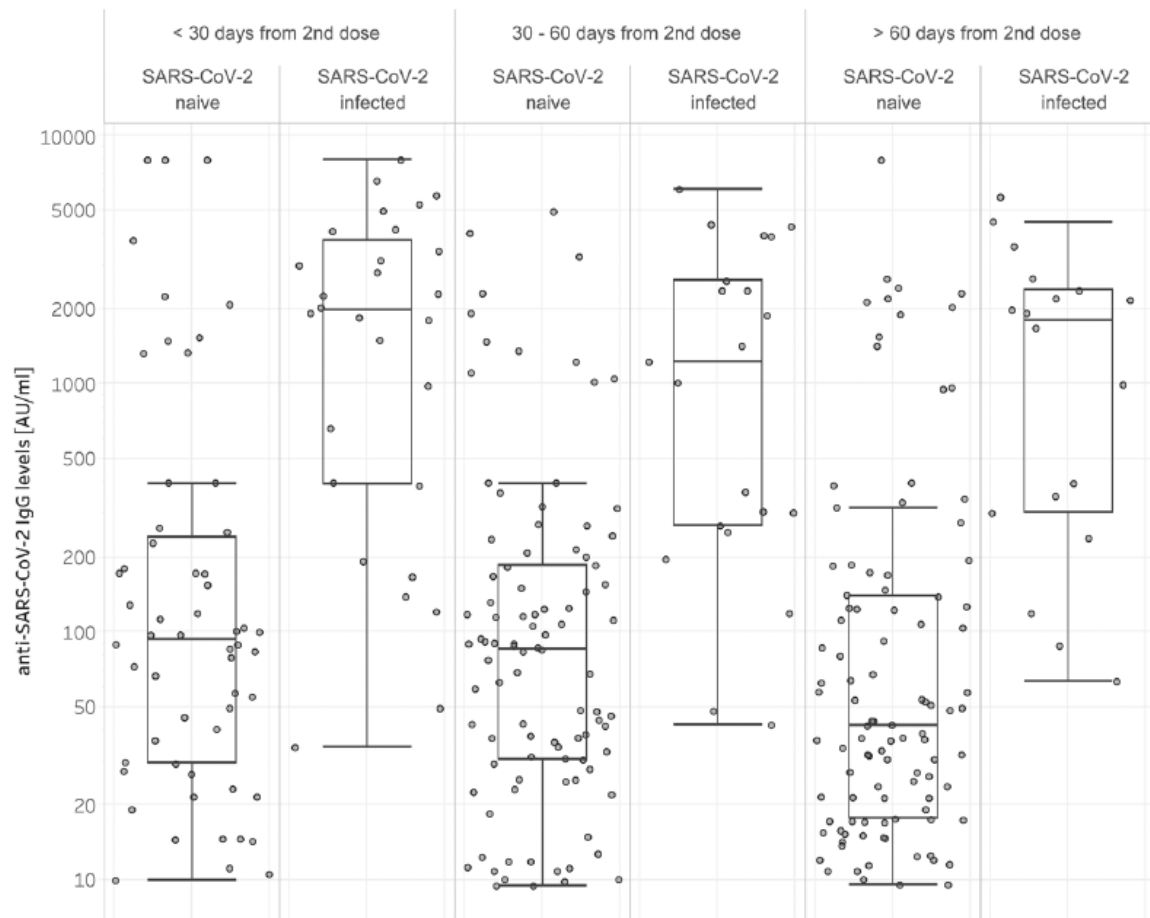 < 30 days from 2nd dose
30 - 60 days from 2nd dose
> 60 days from 2nd dose
SARS-CoV-2
naive
SARS-CoV-2
infected
SARS-CoV-2
naive
SARS-CoV-2
infected
SARS-CoV-2
naive
SARS-CoV-2
infected
anti-SARS-CoV-2 IgG levels [AU/ml]
10000
5000
2000
1000
500
200
100
50
20
10